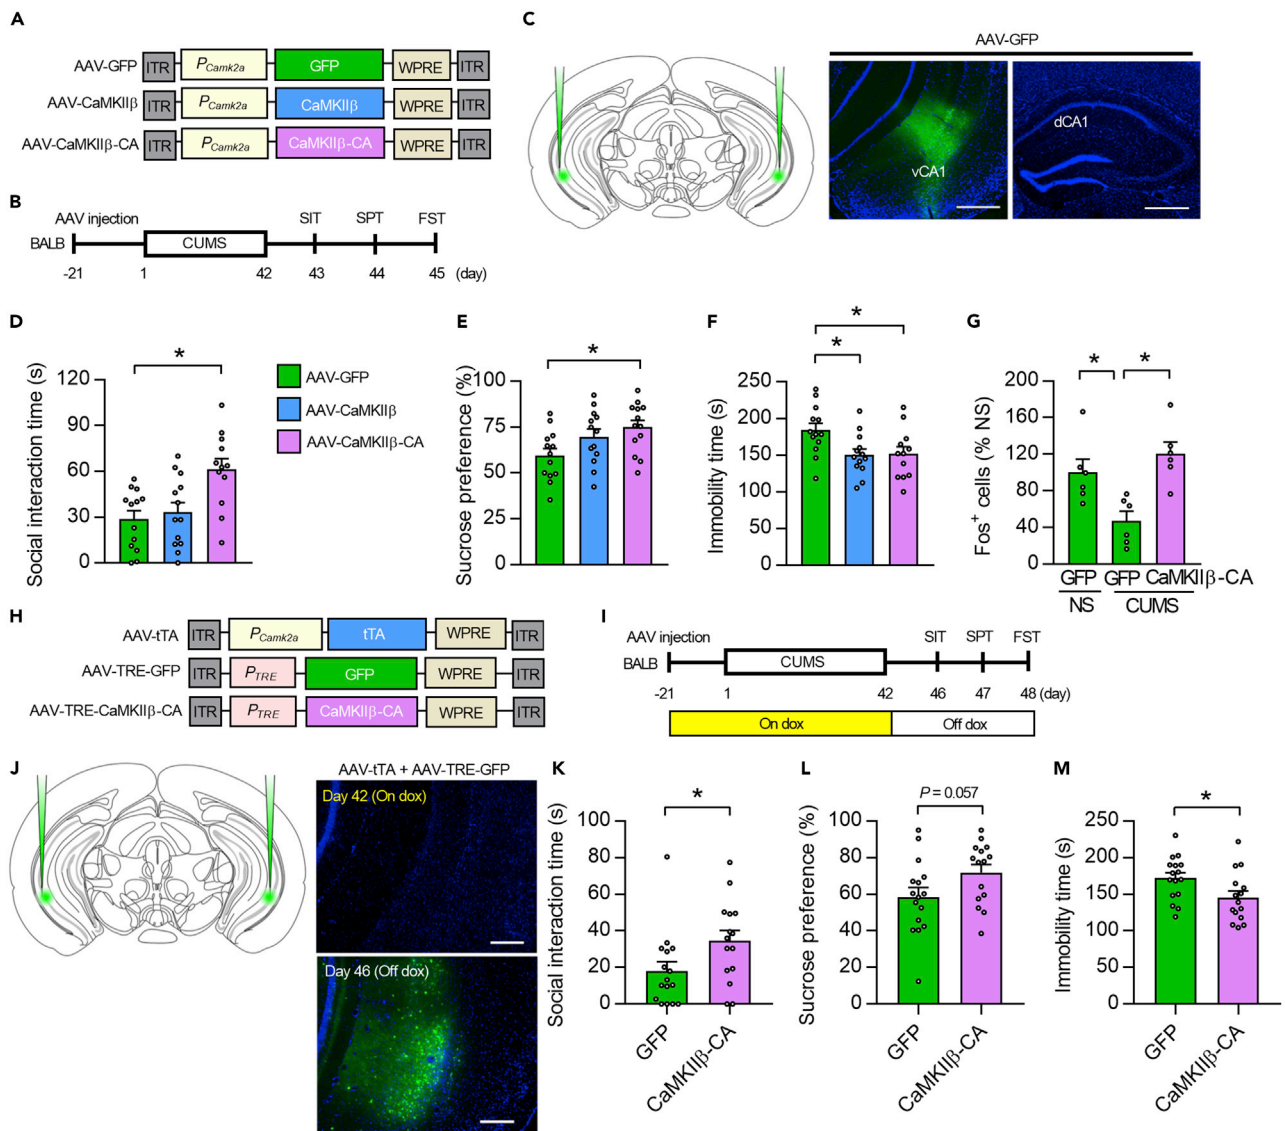 A
AAV-GFP ITR PCamk2a GFP WPRE ITR
AAV-CaMKIIβ ITR PCamk2a CaMKIIβ WPRE ITR
AAV-CaMKIIβ-CA ITR PCamk2a CaMKIIβ-CA WPRE ITR
B
AAV injection SIT SPT FST
BALB CUMS
-21 1 42 43 44 45 (day)
C
AAV-GFP
vCA1
dCA1
D
Social interaction time (s)
120
90
60
30
0
*
AAV-GFP
AAV-CaMKIIβ
AAV-CaMKIIβ-CA
E
Sucrose preference (%)
100
75
50
25
0
*
F
Immobility time (s)
250
200
150
100
50
0
*
*
G
Fos+ cells (% NS)
200
160
120
80
40
0
* *
GFP GFP CaMKIIβ-CA
NS CUMS
H
AAV-tTA ITR PCamk2a tTA WPRE ITR
AAV-TRE-GFP ITR PTRE GFP WPRE ITR
AAV-TRE-CaMKIIβ-CA ITR PTRE CaMKIIβ-CA WPRE ITR
I
AAV injection SIT SPT FST
BALB CUMS
-21 1 42 46 47 48 (day)
On dox Off dox
J
AAV-tTA + AAV-TRE-GFP
Day 42 (On dox)
Day 46 (Off dox)
K
Social interaction time (s)
100
80
60
40
20
0
*
GFP
CaMKIIβ-CA
L
Sucrose preference (%)
100
80
60
40
20
0
P = 0.057
GFP
CaMKIIβ-CA
M
Immobility time (s)
250
200
150
100
50
0
*
GFP
CaMKIIβ-CA